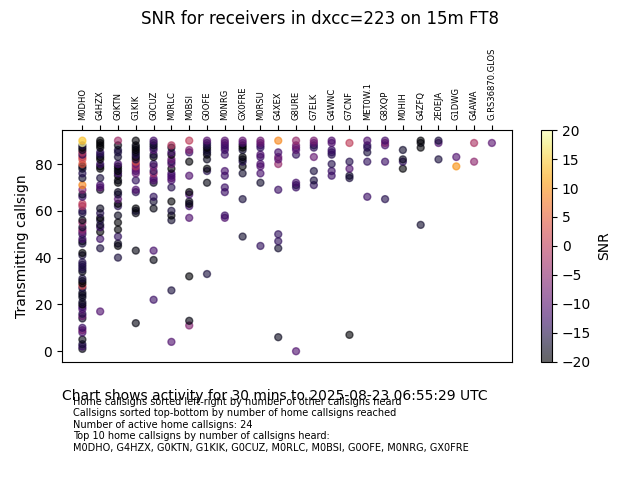 SNR for receivers in dxcc=223 on 15m FT8
M0DHO G4HZX G0KTN G1KIK G0CUZ M0RLC M0BSI G0OFE M0NRG GX0FRE M0RSU G4XEX G8URE G7ELK G4WNC G7CNF MET0W.1 G8XQP M0HIH G4ZFQ 2E0EJA G1DWG G4AWA G.RS36870.GLOS
Transmitting callsign
80
60
40
20
0
20
15
10
5
0
−5
−10
−15
−20
SNR
Chart shows activity for 30 mins to 2025-08-23 06:55:29 UTC
Home callsigns sorted left-right by number of other callsigns heard
Callsigns sorted top-bottom by number of home callsigns reached
Number of active home callsigns: 24
Top 10 home callsigns by number of callsigns heard:
M0DHO, G4HZX, G0KTN, G1KIK, G0CUZ, M0RLC, M0BSI, G0OFE, M0NRG, GX0FRE